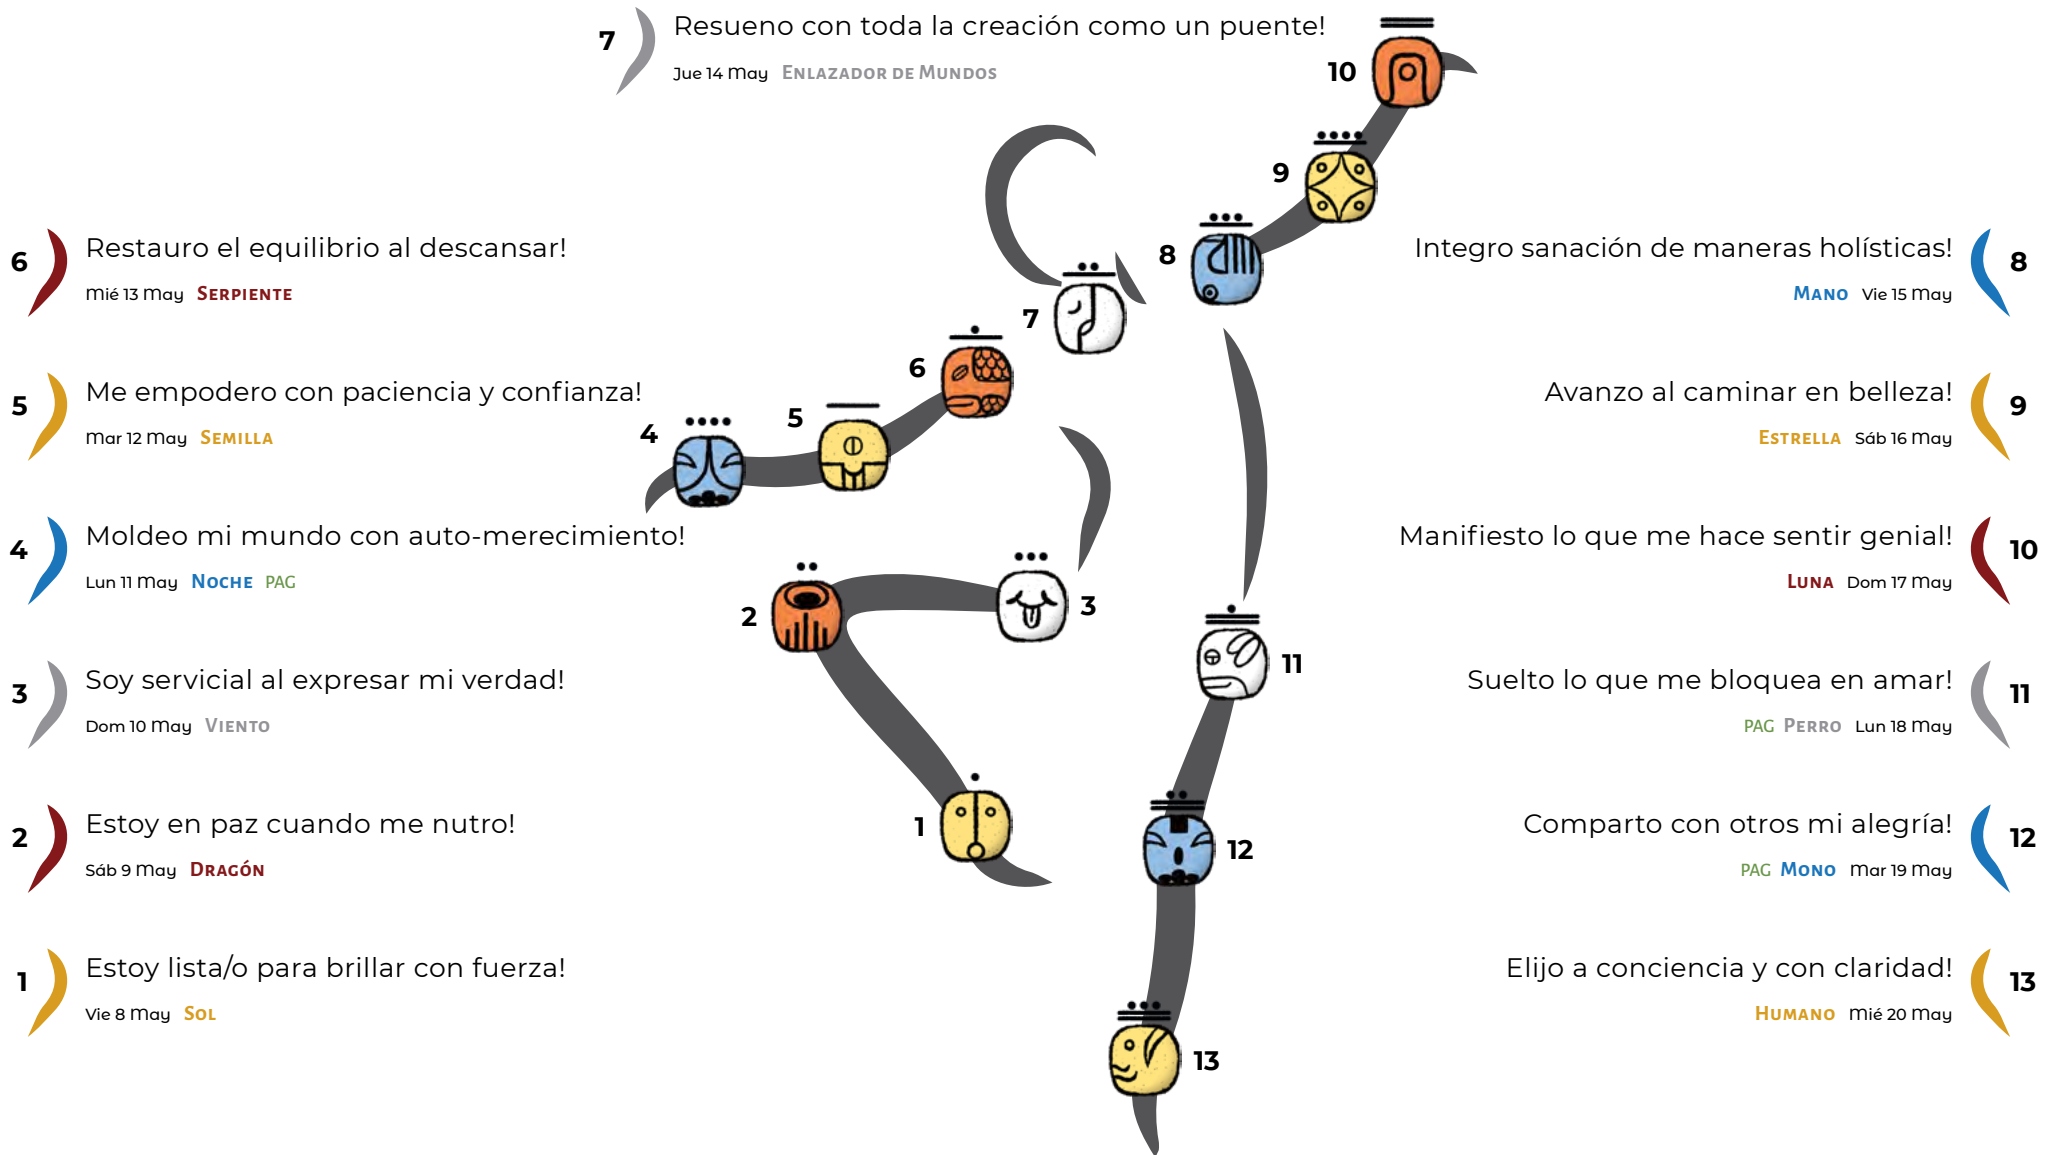 7
Resueno con toda la creación como un puente!
Jue 14 May Enlazador de Mundos
6
Restauro el equilibrio al descansar!
Mié 13 May Serpiente
5
Me empodero con paciencia y confianza!
Mar 12 May Semilla
4
Moldeo mi mundo con auto-merecimiento!
Lun 11 May Noche PAG
3
Soy servicial al expresar mi verdad!
Dom 10 May Viento
2
Estoy en paz cuando me nutro!
Sáb 9 May Dragón
1
Estoy lista/o para brillar con fuerza!
Vie 8 May Sol
10
9
8
7
6
5
4
2
3
1
11
12
13
Integro sanación de maneras holísticas!
Mano Vie 15 May
8
Avanzo al caminar en belleza!
Estrella Sáb 16 May
9
Manifiesto lo que me hace sentir genial!
Luna Dom 17 May
10
Suelto lo que me bloquea en amar!
PAG Perro Lun 18 May
11
Comparto con otros mi alegría!
PAG Mono Mar 19 May
12
Elijo a conciencia y con claridad!
Humano Mié 20 May
13